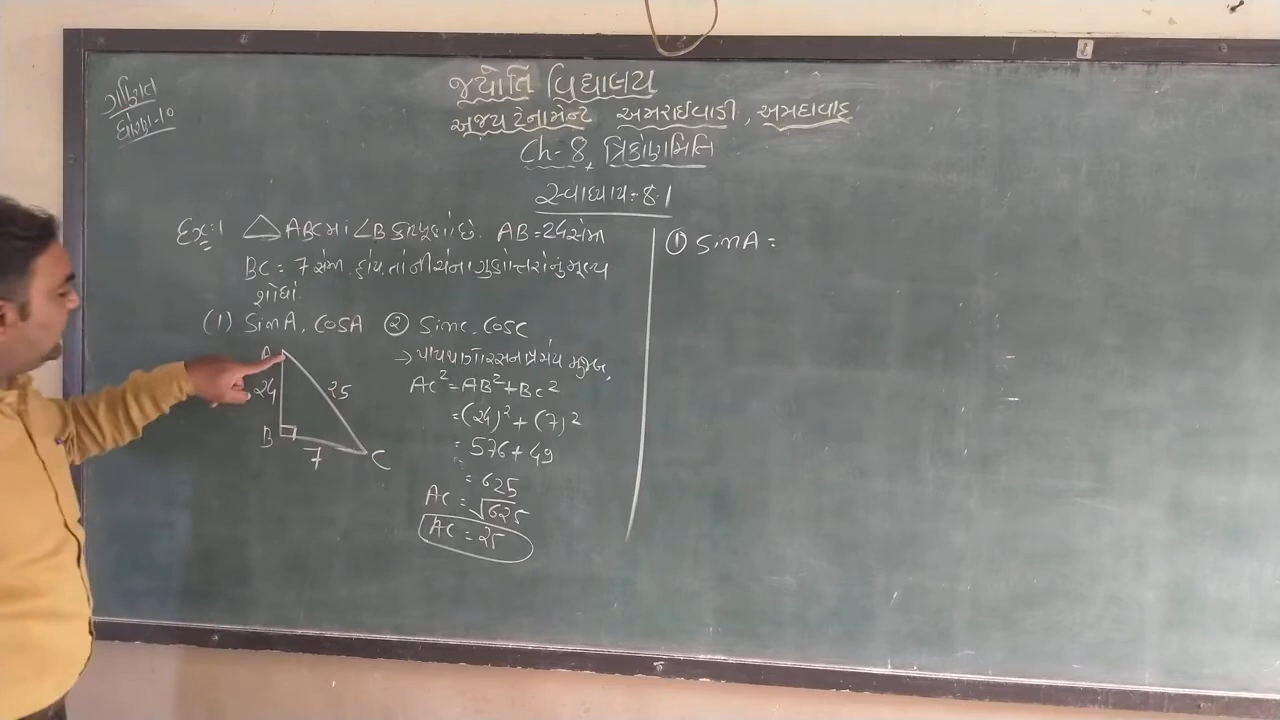 ગણિત
ધોરણ-૧૦
જ્યોતિ વિદ્યાલય
અજય ટેનામેન્ટ અમરાઈવાડી, અમદાવાદ
Ch-8, ત્રિકોણમિતિ
સ્વાધ્યાય:-8.1
Ex:-1 △ABCમાં ∠B કાટખૂણો છે. AB=24સેમી
BC = 7 સેમી. હોય તો નીચેના ગુણોત્તરોનું મૂલ્ય
શોધો.
(1) SinA, COSA ② Sinc, COSC
A
24
25
B
7
C
→ પાયથાગોરસના પ્રમેય મુજબ,
AC²=AB²+BC²
=(24)²+(7)²
= 576+49
= 625
AC = √625
AC = 25
① SinA =